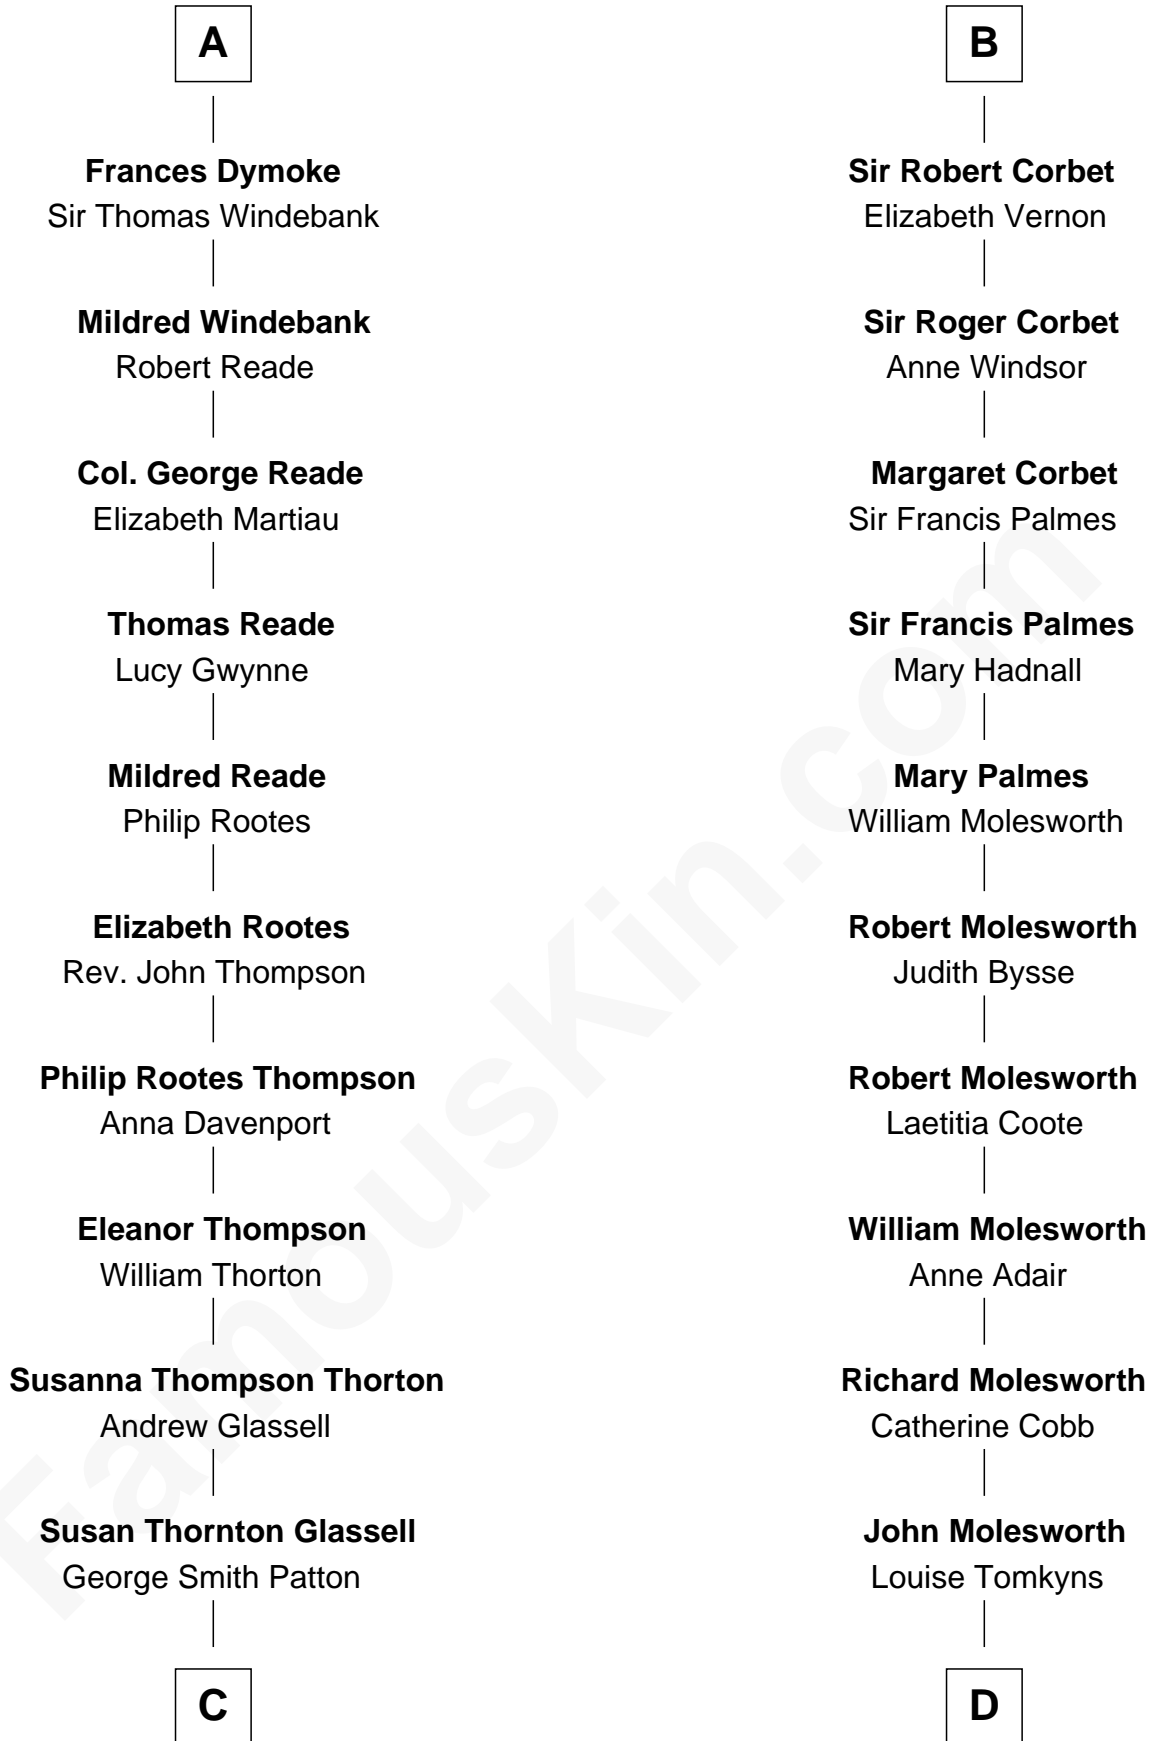 A
Frances Dymoke
Sir Thomas Windebank
Mildred Windebank
Robert Reade
Col. George Reade
Elizabeth Martiau
Thomas Reade
Lucy Gwynne
Mildred Reade
Philip Rootes
Elizabeth Rootes
Rev. John Thompson
Philip Rootes Thompson
Anna Davenport
Eleanor Thompson
William Thorton
Susanna Thompson Thorton
Andrew Glassell
Susan Thornton Glassell
George Smith Patton
C
B
Sir Robert Corbet
Elizabeth Vernon
Sir Roger Corbet
Anne Windsor
Margaret Corbet
Sir Francis Palmes
Sir Francis Palmes
Mary Hadnall
Mary Palmes
William Molesworth
Robert Molesworth
Judith Bysse
Robert Molesworth
Laetitia Coote
William Molesworth
Anne Adair
Richard Molesworth
Catherine Cobb
John Molesworth
Louise Tomkyns
D
FamousKin.com